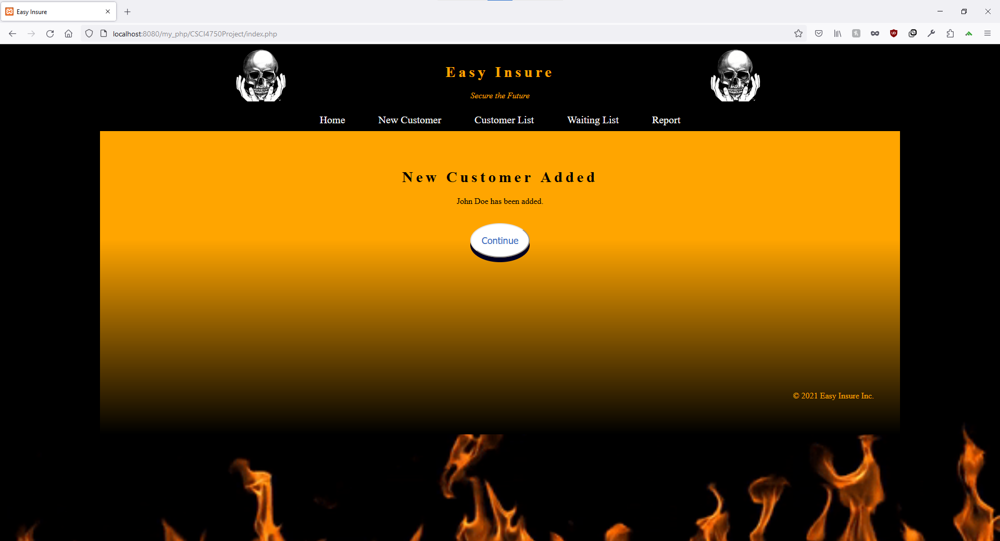 Easy Insure
localhost:8080/my_php/CSCI4750Project/index.php
Easy Insure
Secure the Future
Home New Customer Customer List Waiting List Report
New Customer Added
John Doe has been added.
Continue
© 2021 Easy Insure Inc.